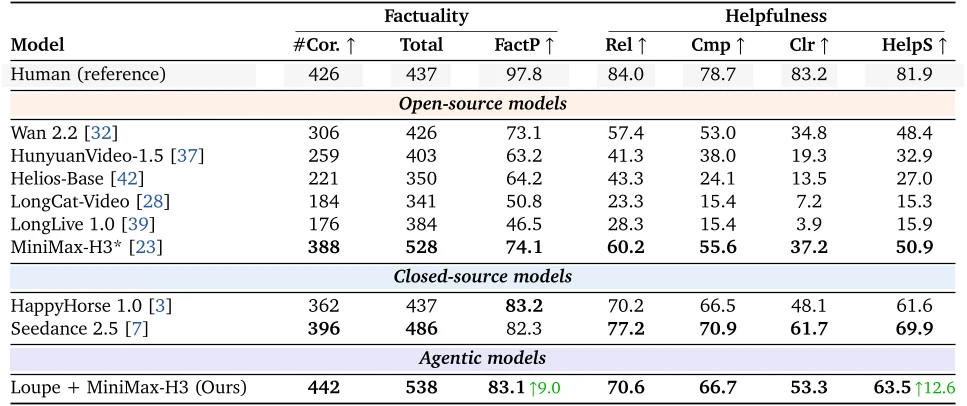 Factuality Helpfulness
Model #Cor. ↑ Total FactP ↑ Rel ↑ Cmp ↑ Clr ↑ HelpS ↑
Human (reference) 426 437 97.8 84.0 78.7 83.2 81.9
Open-source models
Wan 2.2 [32] 306 426 73.1 57.4 53.0 34.8 48.4
HunyuanVideo-1.5 [37] 259 403 63.2 41.3 38.0 19.3 32.9
Helios-Base [42] 221 350 64.2 43.3 24.1 13.5 27.0
LongCat-Video [28] 184 341 50.8 23.3 15.4 7.2 15.3
LongLive 1.0 [39] 176 384 46.5 28.3 15.4 3.9 15.9
MiniMax-H3* [23] 388 528 74.1 60.2 55.6 37.2 50.9
Closed-source models
HappyHorse 1.0 [3] 362 437 83.2 70.2 66.5 48.1 61.6
Seedance 2.5 [7] 396 486 82.3 77.2 70.9 61.7 69.9
Agentic models
Loupe + MiniMax-H3 (Ours) 442 538 83.1 ↑9.0 70.6 66.7 53.3 63.5 ↑12.6